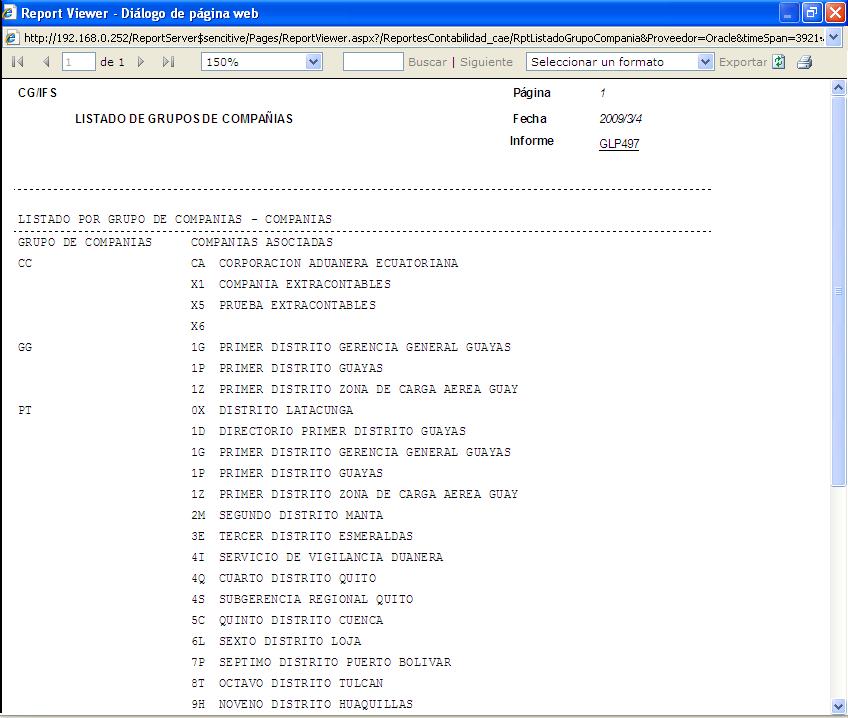 Report Viewer - Diálogo de página web
http://192.168.0.252/ReportServer$sencitive/Pages/ReportViewer.aspx?/ReportesContabilidad_cae/RptListadoGrupoCompania&Proveedor=Oracle&timeSpan=3921
1 de 1 150% Buscar | Siguiente Seleccionar un formato Exportar
CG/IFS Página 1
LISTADO DE GRUPOS DE COMPAÑIAS Fecha 2009/3/4
Informe GLP497
LISTADO POR GRUPO DE COMPANIAS - COMPANIAS
GRUPO DE COMPANIAS COMPANIAS ASOCIADAS
CC CA CORPORACION ADUANERA ECUATORIANA
X1 COMPANIA EXTRACONTABLES
X5 PRUEBA EXTRACONTABLES
X6
GG 1G PRIMER DISTRITO GERENCIA GENERAL GUAYAS
1P PRIMER DISTRITO GUAYAS
1Z PRIMER DISTRITO ZONA DE CARGA AEREA GUAY
PT 0X DISTRITO LATACUNGA
1D DIRECTORIO PRIMER DISTRITO GUAYAS
1G PRIMER DISTRITO GERENCIA GENERAL GUAYAS
1P PRIMER DISTRITO GUAYAS
1Z PRIMER DISTRITO ZONA DE CARGA AEREA GUAY
2M SEGUNDO DISTRITO MANTA
3E TERCER DISTRITO ESMERALDAS
4I SERVICIO DE VIGILANCIA DUANERA
4Q CUARTO DISTRITO QUITO
4S SUBGERENCIA REGIONAL QUITO
5C QUINTO DISTRITO CUENCA
6L SEXTO DISTRITO LOJA
7P SEPTIMO DISTRITO PUERTO BOLIVAR
8T OCTAVO DISTRITO TULCAN
9H NOVENO DISTRITO HUAQUILLAS